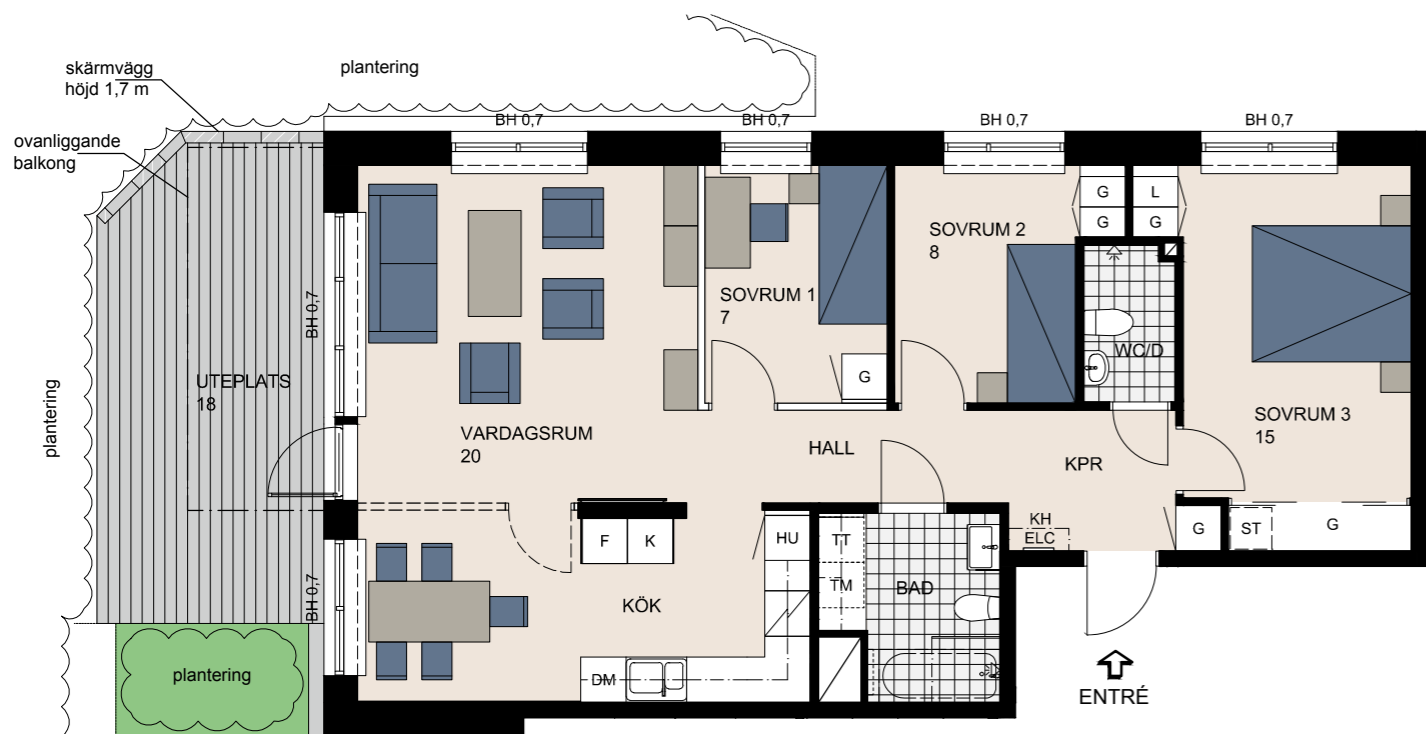 skärmvägg
höjd 1,7 m
plantering
ovanliggande
balkong
BH 0,7
BH 0,7
BH 0,7
BH 0,7
G
L
G
G
SOVRUM 2
8
SOVRUM 1
7
BH 0,7
WC/D
UTEPLATS
18
G
plantering
SOVRUM 3
15
VARDAGSRUM
20
HALL
KPR
KH
ELC
G
ST
G
F
K
HU
TT
TM
BAD
BH 0,7
KÖK
DM
plantering
ENTRÉ